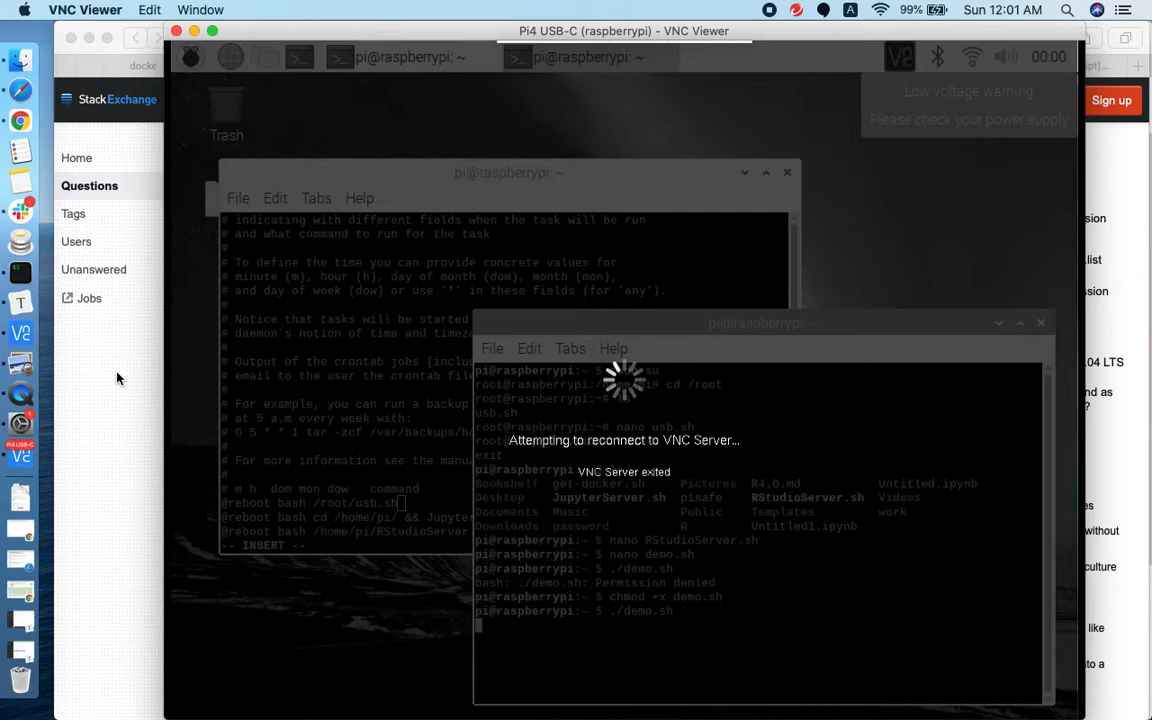 VNC Viewer Edit Window
A 99% Sun 12:01 AM
Pi4 USB-C (raspberrypi) - VNC Viewer
pi@raspberrypi: ~ pi@raspberrypi: ~ 00:00
docke
StackExchange
Sign up
Low voltage warning
Please check your power supply
Trash
Home
Questions
Tags
Users
Unanswered
Jobs
pi@raspberrypi: ~
File Edit Tabs Help
# indicating with different fields when the task will be run
# and what command to run for the task
#
# To define the time you can provide concrete values for
# minute (m), hour (h), day of month (dom), month (mon),
# and day of week (dow) or use '*' in these fields (for 'any').
#
# Notice that tasks will be started
# daemon's notion of time and timez
#
# Output of the crontab jobs (inclu
# email to the user the crontab file
#
# For example, you can run a backup
# at 5 a.m every week with:
# 0 5 * * 1 tar -zcf /var/backups/ho
#
# For more information see the manua
#
# m h  dom mon dow   command
@reboot bash /root/usb.sh
@reboot bash cd /home/pi/ && Jupyte
@reboot bash /home/pi/RStudioServer
-- INSERT --
pi@raspberrypi: ~
File Edit Tabs Help
pi@raspberrypi:~ $ su
root@raspberrypi:/home/pi# cd /root
root@raspberrypi:~#
usb.sh
root@raspberrypi:~# nano usb.sh
exit
Bookshelf get-docker.sh Pictures R4.0.md Untitled.ipynb
Desktop JupyterServer.sh pisafe RStudioServer.sh Videos
Documents Music Public Templates work
Downloads password R Untitled1.ipynb
pi@raspberrypi:~ $ nano RStudioServer.sh
pi@raspberrypi:~ $ nano demo.sh
pi@raspberrypi:~ $ ./demo.sh
bash: ./demo.sh: Permission denied
pi@raspberrypi:~ $ chmod +x demo.sh
pi@raspberrypi:~ $ ./demo.sh
Attempting to reconnect to VNC Server...
VNC Server exited
.04 LTS
nd as
?
without
culture
like
to a